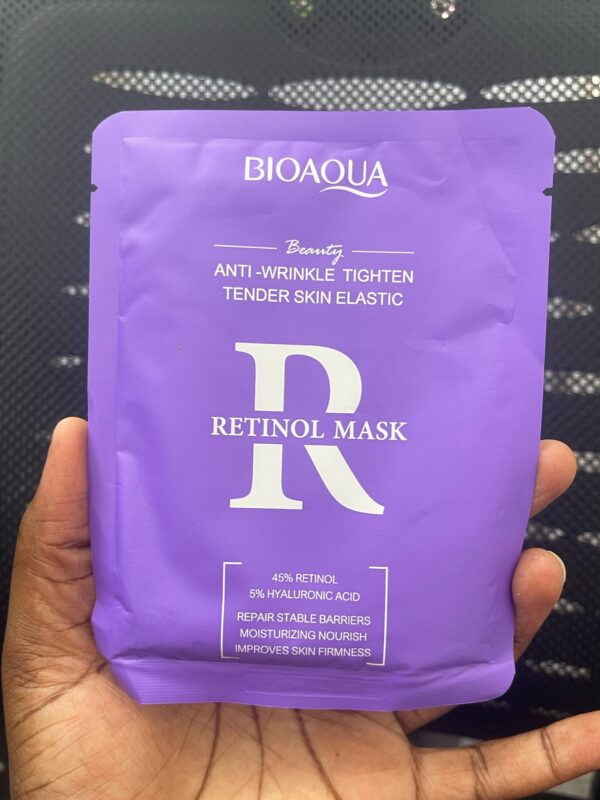 BIOAQUA
Beauty
ANTI-WRINKLE TIGHTEN
TENDER SKIN ELASTIC
R
RETINOL MASK
45% RETINOL
5% HYALURONIC ACID
REPAIR STABLE BARRIERS
MOISTURIZING NOURISH
IMPROVES SKIN FIRMNESS